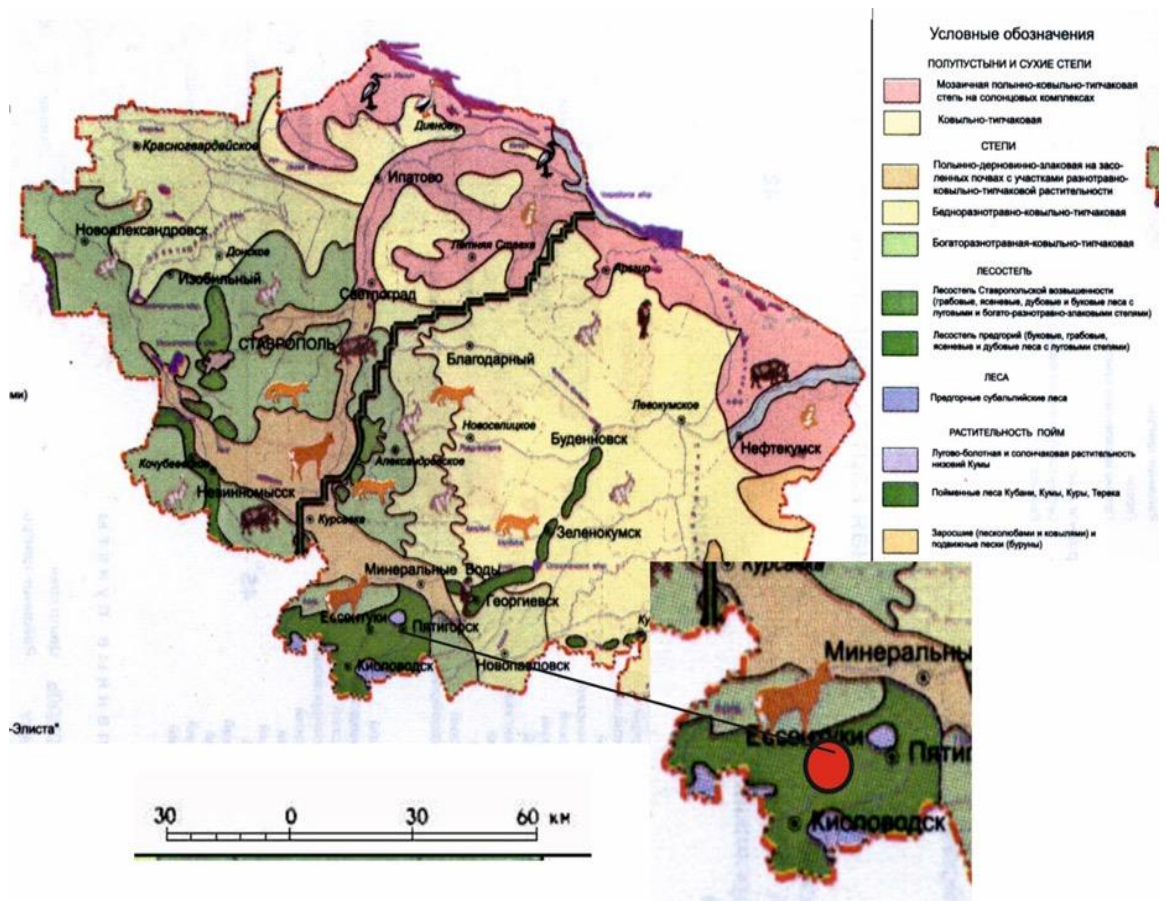 Условные обозначения
ПОЛУПУСТЫНИ И СУХИЕ СТЕПИ
Мозаичная полынно-ковыльно-типчаковая
степь на солонцовых комплексах
Ковыльно-типчаковая
СТЕПИ
Полынно-дерновинно-злаковая на засо-
ленных почвах с участками разнотравно-
ковыльно-типчаковой растительности
Бедноразнотравно-ковыльно-типчаковая
Богаторазнотравная-ковыльно-типчаковая
ЛЕСОСТЕПЬ
Лесостепь Ставропольской возвышенности
(грабовые, ясеневые, дубовые и буковые леса с
луговыми и богато-разнотравно-злаковыми степями)
Лесостепь предгорий (буковые, грабовые,
ясеневые и дубовые леса с луговыми степями)
ЛЕСА
Предгорные субальпийские леса
РАСТИТЕЛЬНОСТЬ ПОЙМ
Лугово-болотная и солончаковая растительность
низовий Кумы
Пойменные леса Кубани, Кумы, Куры, Терека
Заросшие (песколюбами и ковылями) и
подвижные пески (буруны)
Дивное
Красногвардейское
Ипатово
Новоалександровск
Донское
Летняя Ставка
Изобильный
Арзгир
Светлоград
СТАВРОПОЛЬ
Благодарный
ми)
Левокумское
Новоселицкое
Буденновск
Нефтекумск
Александровское
Кочубеевское
Невинномысск
Курсавка
Зеленокумск
Минеральные Воды
Георгиевск
Ессентуки
Пятигорск
Новопавловск
Кисловодск
Ку
-Элиста"
Курсавка
Минеральны
Ессентуки
Пятиг
Кисловодск
30 0 30 60 км